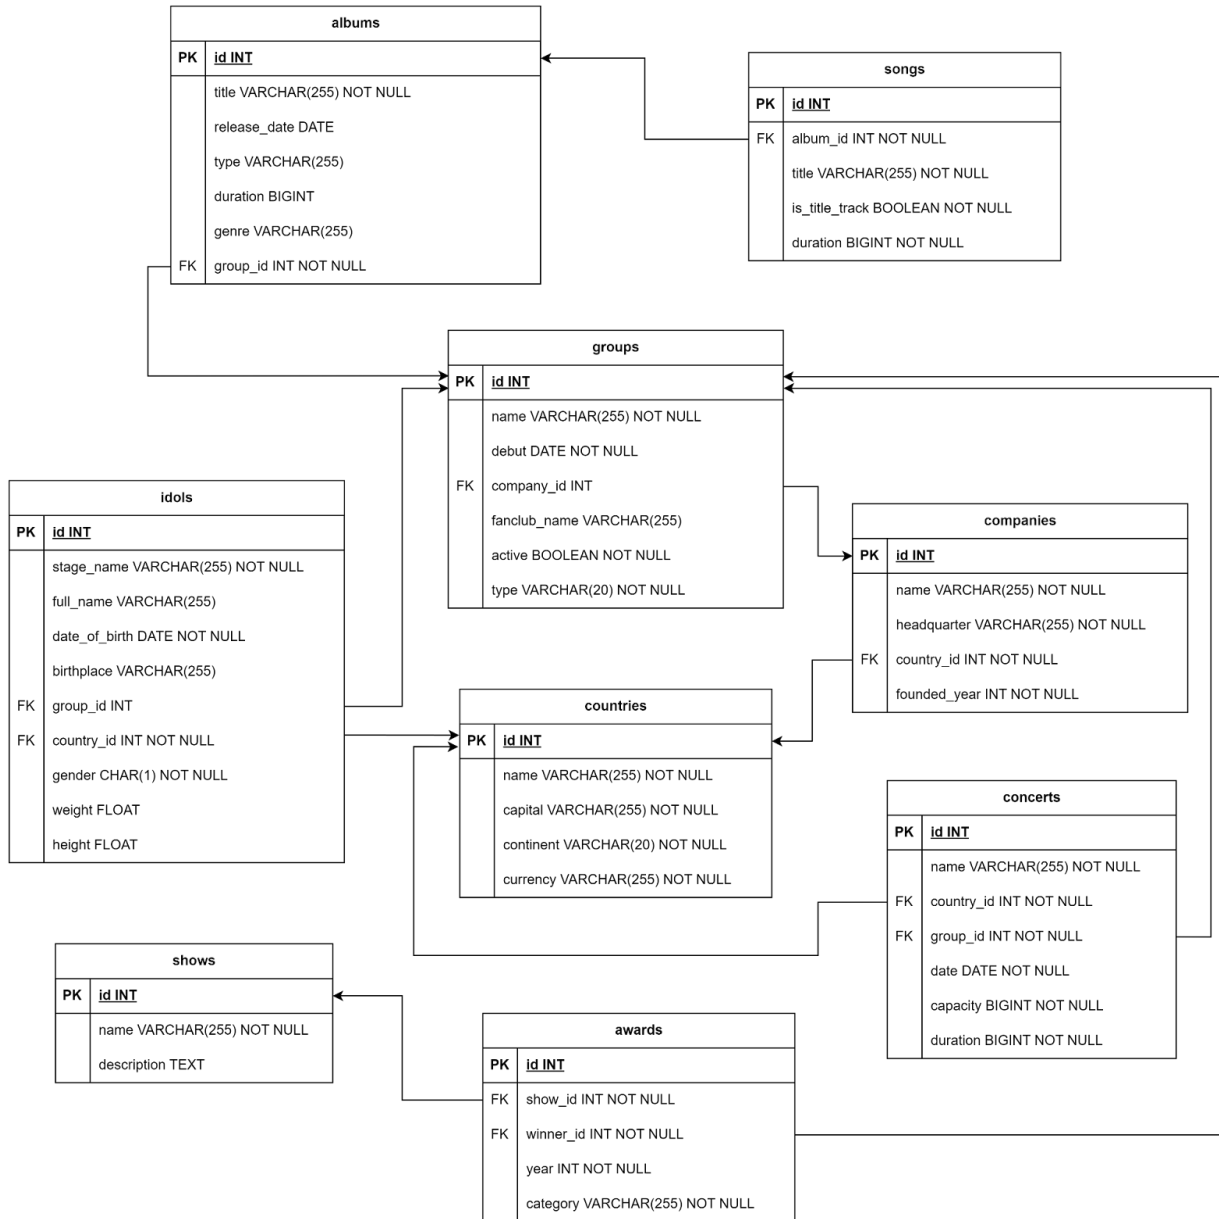 albums
PK id INT
title VARCHAR(255) NOT NULL
release_date DATE
type VARCHAR(255)
duration BIGINT
genre VARCHAR(255)
FK group_id INT NOT NULL
songs
PK id INT
FK album_id INT NOT NULL
title VARCHAR(255) NOT NULL
is_title_track BOOLEAN NOT NULL
duration BIGINT NOT NULL
groups
PK id INT
name VARCHAR(255) NOT NULL
debut DATE NOT NULL
FK company_id INT
fanclub_name VARCHAR(255)
active BOOLEAN NOT NULL
type VARCHAR(20) NOT NULL
idols
PK id INT
stage_name VARCHAR(255) NOT NULL
full_name VARCHAR(255)
date_of_birth DATE NOT NULL
birthplace VARCHAR(255)
FK group_id INT
FK country_id INT NOT NULL
gender CHAR(1) NOT NULL
weight FLOAT
height FLOAT
companies
PK id INT
name VARCHAR(255) NOT NULL
headquarter VARCHAR(255) NOT NULL
FK country_id INT NOT NULL
founded_year INT NOT NULL
countries
PK id INT
name VARCHAR(255) NOT NULL
capital VARCHAR(255) NOT NULL
continent VARCHAR(20) NOT NULL
currency VARCHAR(255) NOT NULL
concerts
PK id INT
name VARCHAR(255) NOT NULL
FK country_id INT NOT NULL
FK group_id INT NOT NULL
date DATE NOT NULL
capacity BIGINT NOT NULL
duration BIGINT NOT NULL
shows
PK id INT
name VARCHAR(255) NOT NULL
description TEXT
awards
PK id INT
FK show_id INT NOT NULL
FK winner_id INT NOT NULL
year INT NOT NULL
category VARCHAR(255) NOT NULL